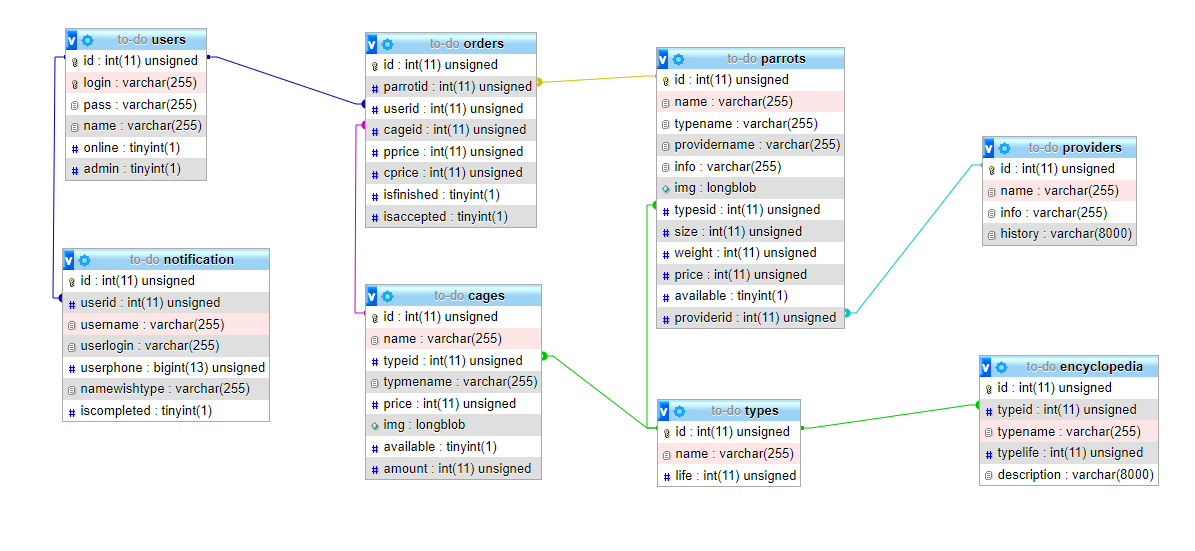 to-do users
id : int(11) unsigned
login : varchar(255)
pass : varchar(255)
name : varchar(255)
online : tinyint(1)
admin : tinyint(1)
to-do notification
id : int(11) unsigned
userid : int(11) unsigned
username : varchar(255)
userlogin : varchar(255)
userphone : bigint(13) unsigned
namewishtype : varchar(255)
iscompleted : tinyint(1)
to-do orders
id : int(11) unsigned
parrotid : int(11) unsigned
userid : int(11) unsigned
cageid : int(11) unsigned
pprice : int(11) unsigned
cprice : int(11) unsigned
isfinished : tinyint(1)
isaccepted : tinyint(1)
to-do cages
id : int(11) unsigned
name : varchar(255)
typeid : int(11) unsigned
typmename : varchar(255)
price : int(11) unsigned
img : longblob
available : tinyint(1)
amount : int(11) unsigned
to-do parrots
id : int(11) unsigned
name : varchar(255)
typename : varchar(255)
providername : varchar(255)
info : varchar(255)
img : longblob
typesid : int(11) unsigned
size : int(11) unsigned
weight : int(11) unsigned
price : int(11) unsigned
available : tinyint(1)
providerid : int(11) unsigned
to-do types
id : int(11) unsigned
name : varchar(255)
life : int(11) unsigned
to-do providers
id : int(11) unsigned
name : varchar(255)
info : varchar(255)
history : varchar(8000)
to-do encyclopedia
id : int(11) unsigned
typeid : int(11) unsigned
typename : varchar(255)
typelife : int(11) unsigned
description : varchar(8000)